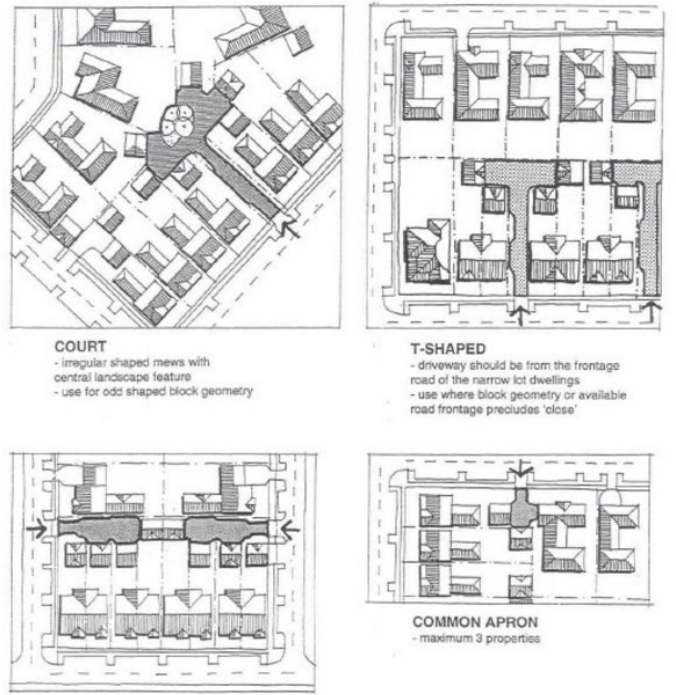 COURT
- irregular shaped mews with
central landscape feature
- use for odd shaped block geometry
T-SHAPED
- driveway should be from the frontage
road of the narrow lot dwellings
- use where block geometry or available
road frontage precludes 'close'
COMMON APRON
- maximum 3 properties